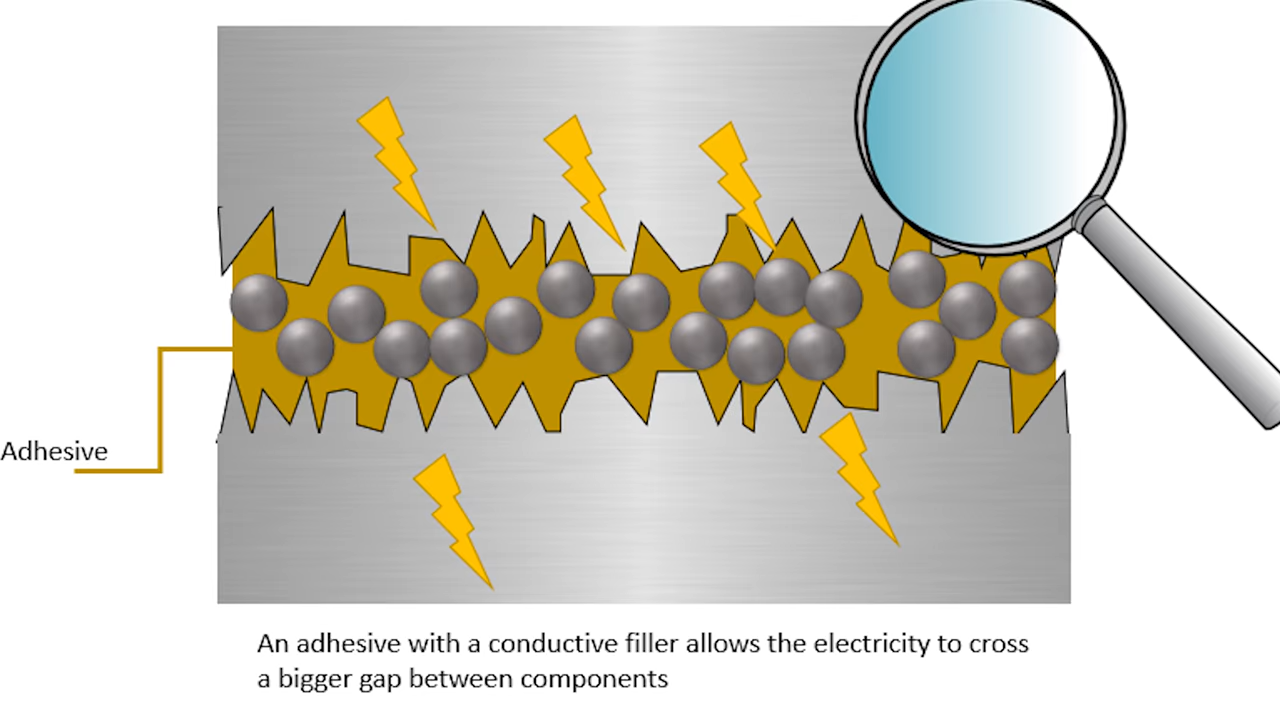 Adhesive
An adhesive with a conductive filler allows the electricity to cross
a bigger gap between components